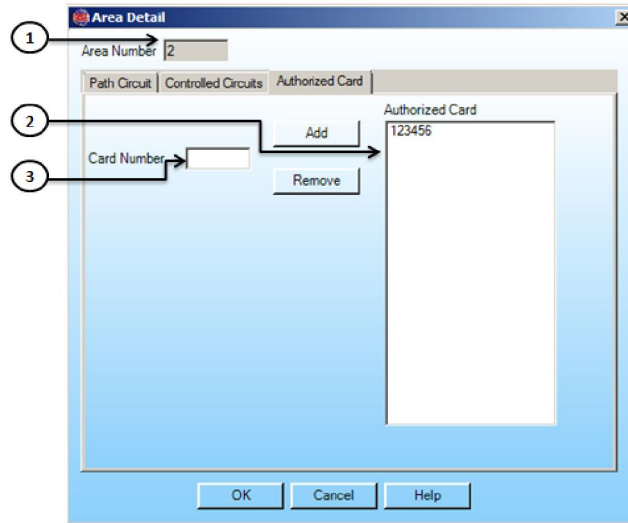 Area Detail
1
Area Number 2
Path Circuit Controlled Circuits Authorized Card
2
Authorized Card
Add
123456
Card Number
3
Remove
OK Cancel Help